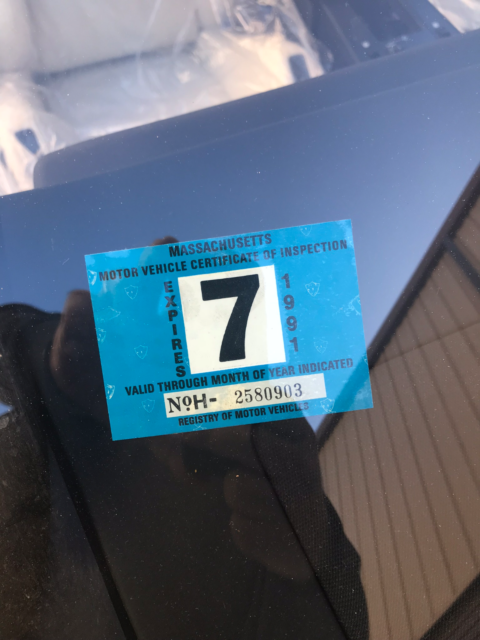 MASSACHUSETTS
MOTOR VEHICLE CERTIFICATE OF INSPECTION
EXPIRES
7
1991
VALID THROUGH MONTH OF YEAR INDICATED
NoH- 2580903
REGISTRY OF MOTOR VEHICLES